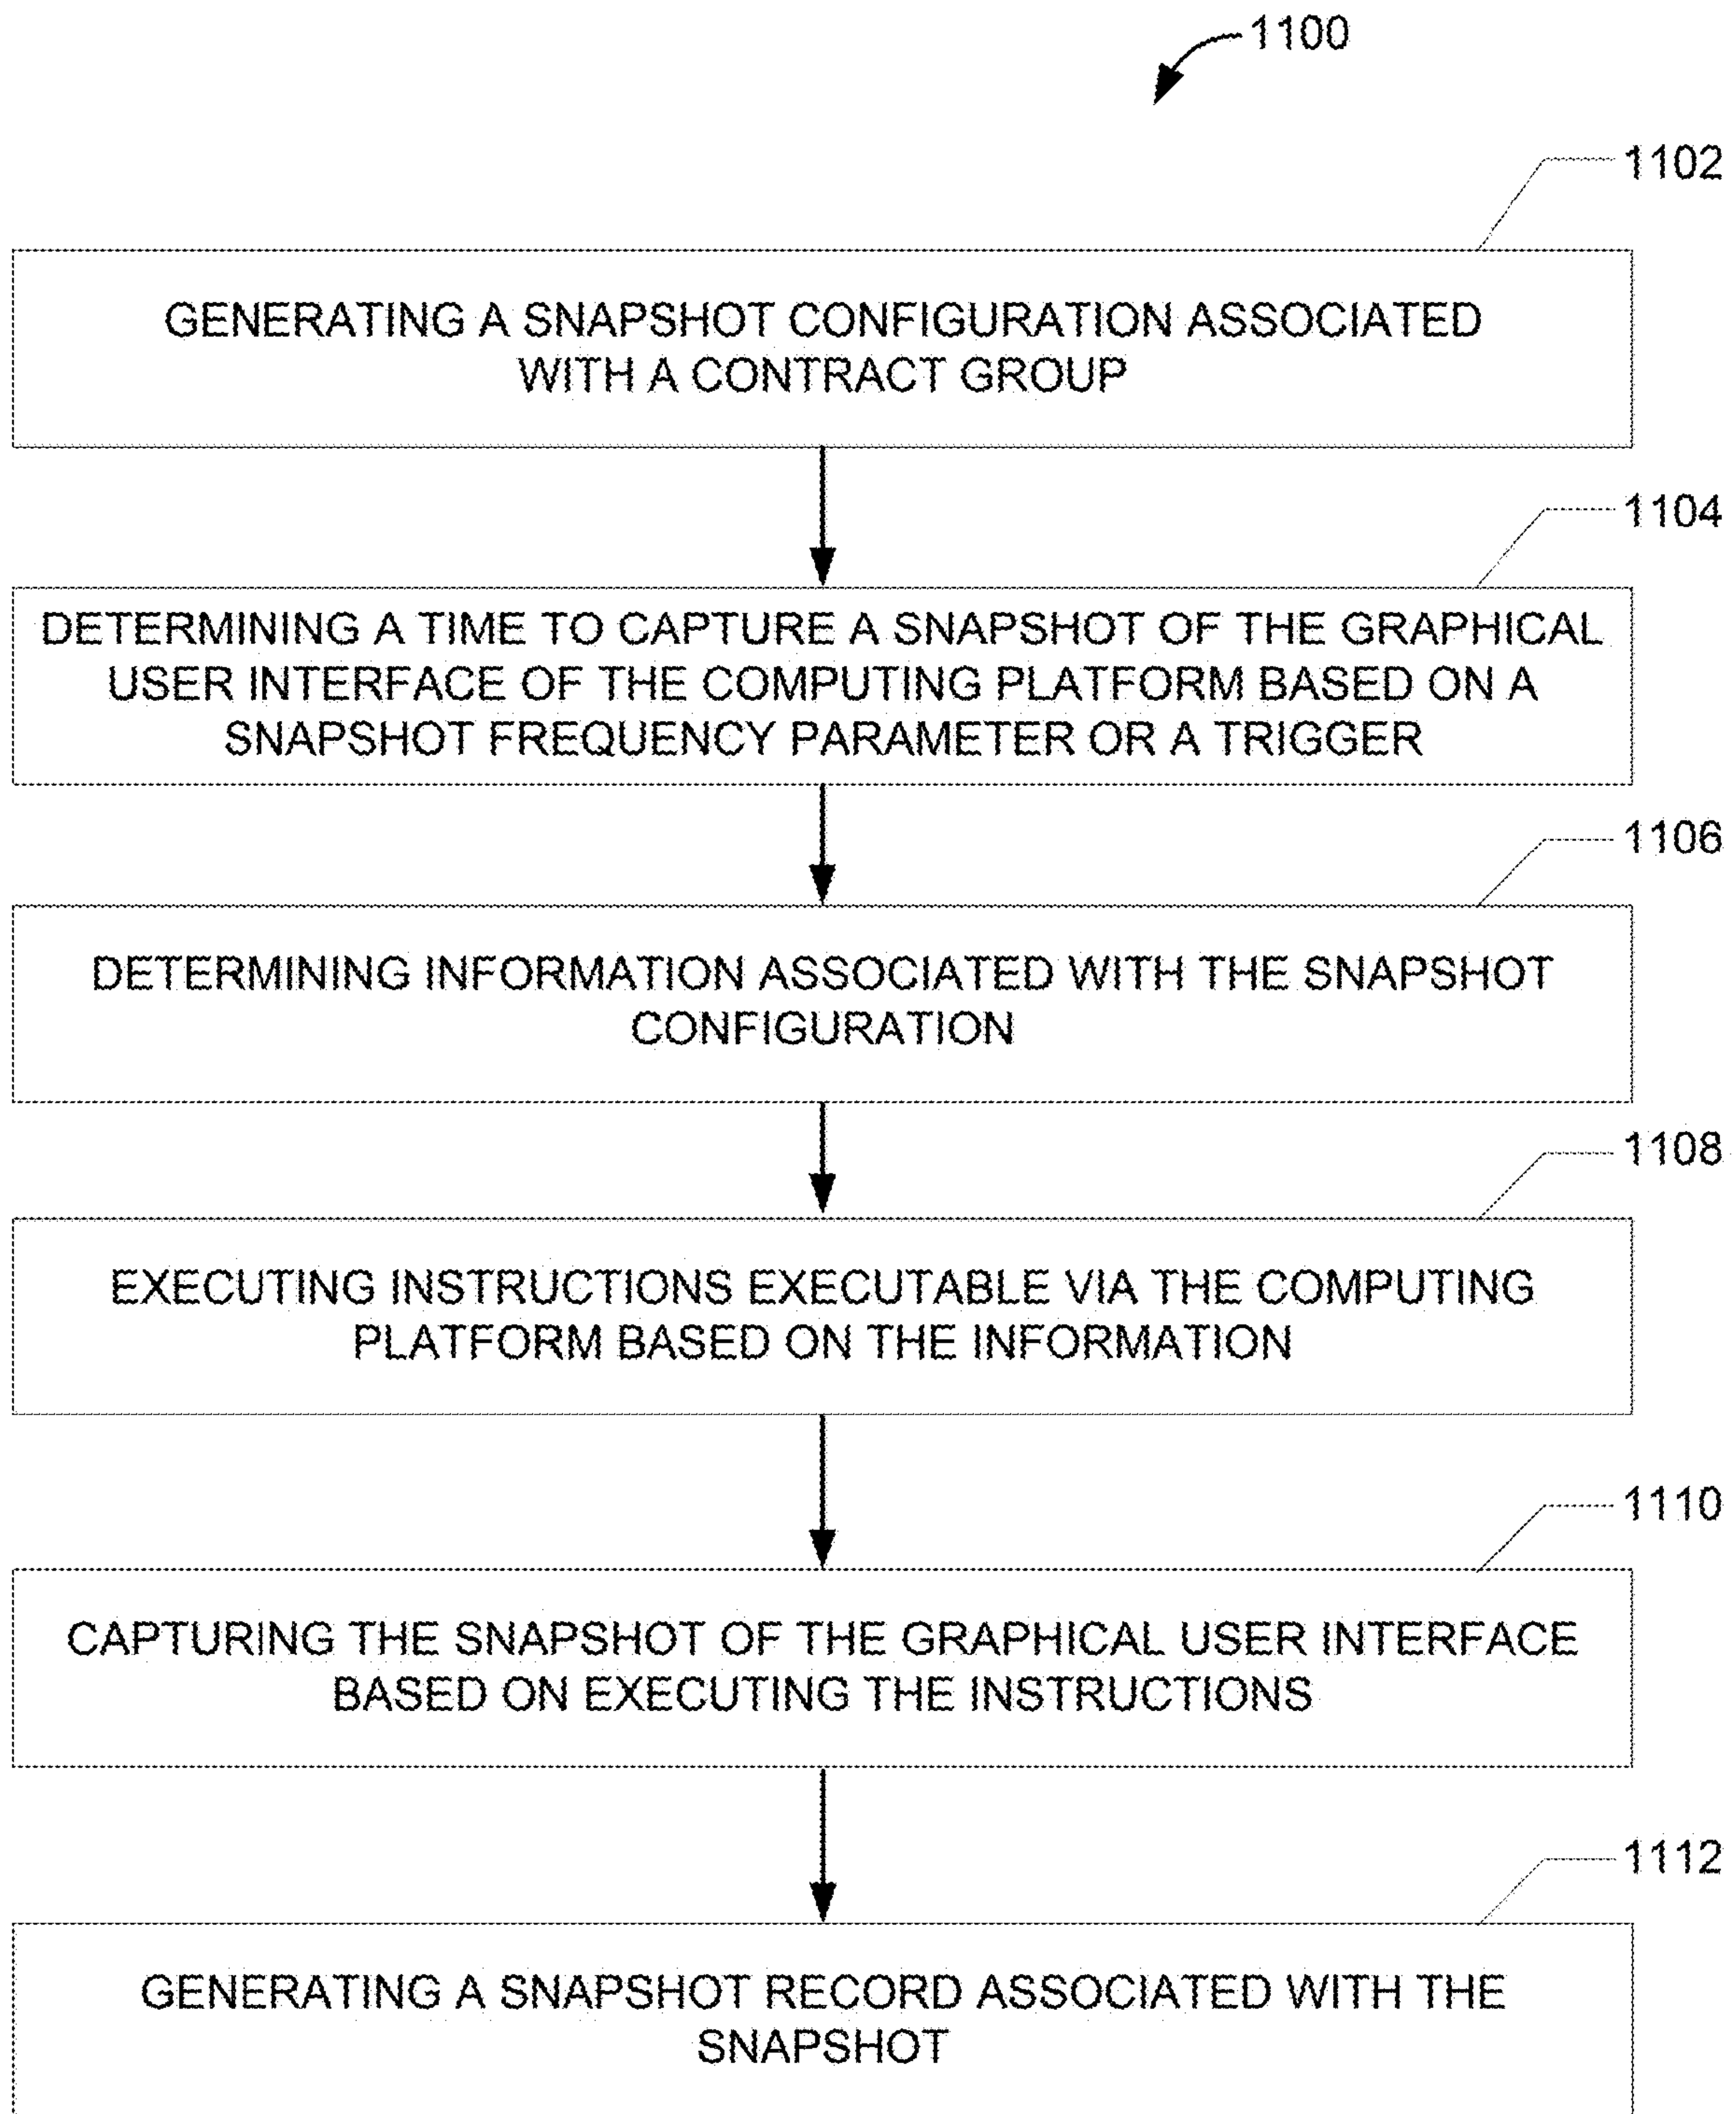 1100
1102
GENERATING A SNAPSHOT CONFIGURATION ASSOCIATED
WITH A CONTRACT GROUP
1104
DETERMINING A TIME TO CAPTURE A SNAPSHOT OF THE GRAPHICAL
USER INTERFACE OF THE COMPUTING PLATFORM BASED ON A
SNAPSHOT FREQUENCY PARAMETER OR A TRIGGER
1106
DETERMINING INFORMATION ASSOCIATED WITH THE SNAPSHOT
CONFIGURATION
1108
EXECUTING INSTRUCTIONS EXECUTABLE VIA THE COMPUTING
PLATFORM BASED ON THE INFORMATION
1110
CAPTURING THE SNAPSHOT OF THE GRAPHICAL USER INTERFACE
BASED ON EXECUTING THE INSTRUCTIONS
1112
GENERATING A SNAPSHOT RECORD ASSOCIATED WITH THE
SNAPSHOT